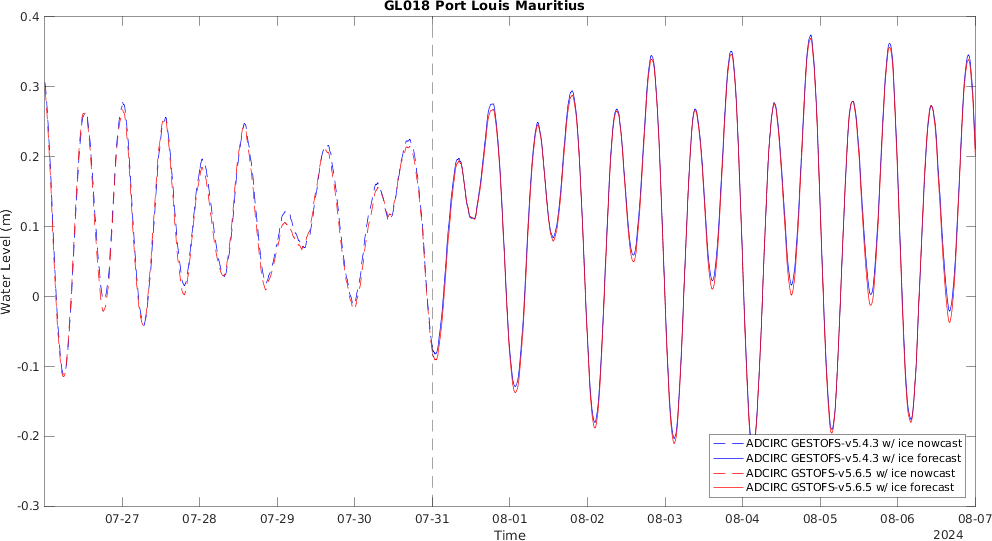 GL018 Port Louis Mauritius
0.4
0.3
0.2
0.1
0
-0.1
-0.2
-0.3
Water Level (m)
ADCIRC GESTOFS-v5.4.3 w/ ice nowcast
ADCIRC GESTOFS-v5.4.3 w/ ice forecast
ADCIRC GSTOFS-v5.6.5 w/ ice nowcast
ADCIRC GSTOFS-v5.6.5 w/ ice forecast
07-27 07-28 07-29 07-30 07-31 08-01 08-02 08-03 08-04 08-05 08-06 08-07
Time
2024